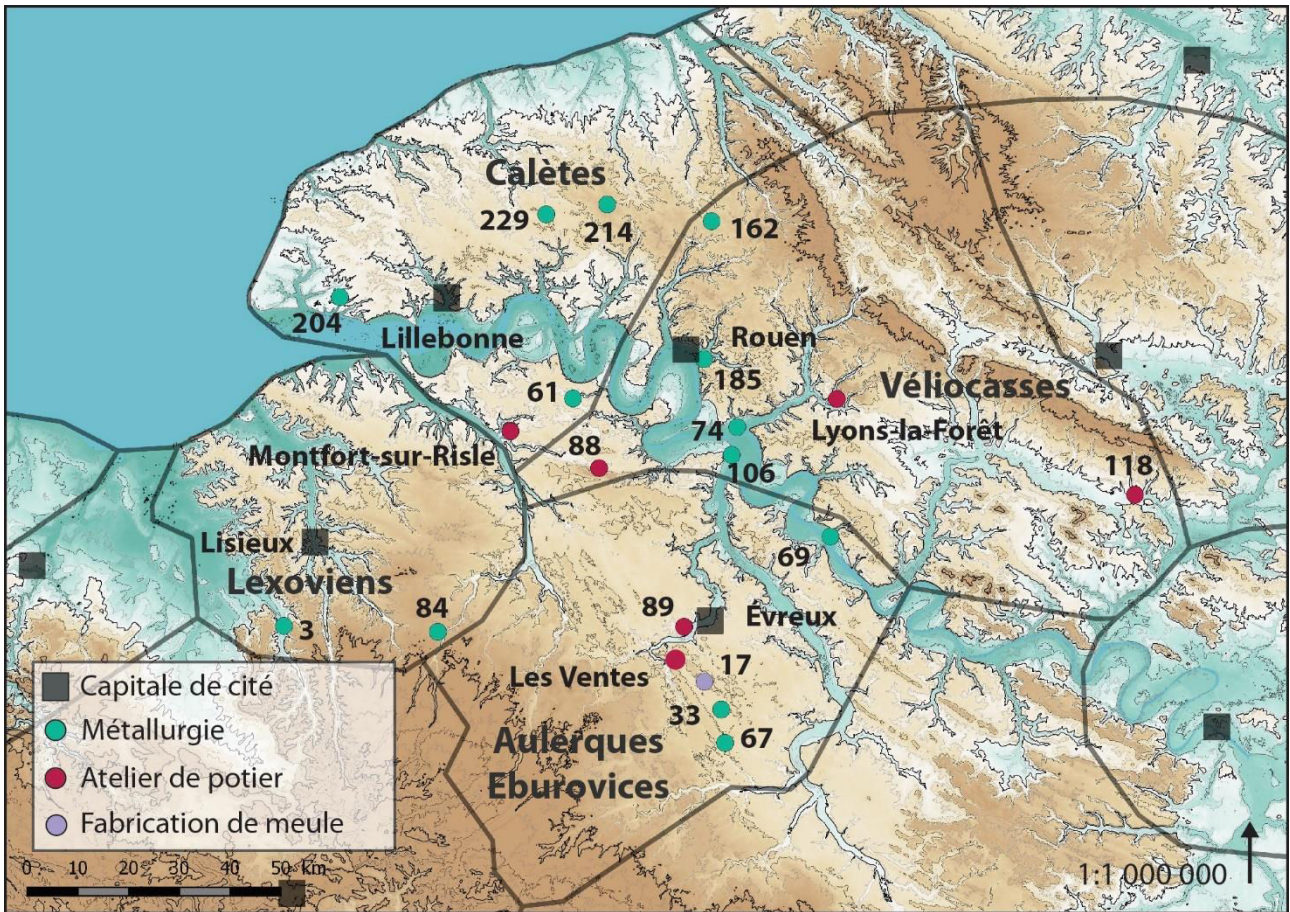 Calètes
229
214
162
204
Lillebonne
Rouen
185
61
Véliocasses
74
Lyons-la-Forêt
Montfort-sur-Risle
88
106
118
Lisieux
69
Lexoviens
84
89
Évreux
3
Les Ventes
17
33
67
Aulerques
Eburovices
Capitale de cité
Métallurgie
Atelier de potier
Fabrication de meule
0 10 20 30 40 50 km
1:1 000 000